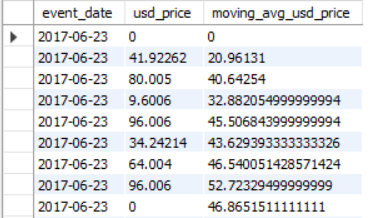 event_date usd_price moving_avg_usd_price
2017-06-23 0 0
2017-06-23 41.92262 20.96131
2017-06-23 80.005 40.64254
2017-06-23 9.6006 32.882054999999994
2017-06-23 96.006 45.506843999999994
2017-06-23 34.24214 43.629393333333326
2017-06-23 64.004 46.540051428571424
2017-06-23 96.006 52.72329499999999
2017-06-23 0 46.8651511111111